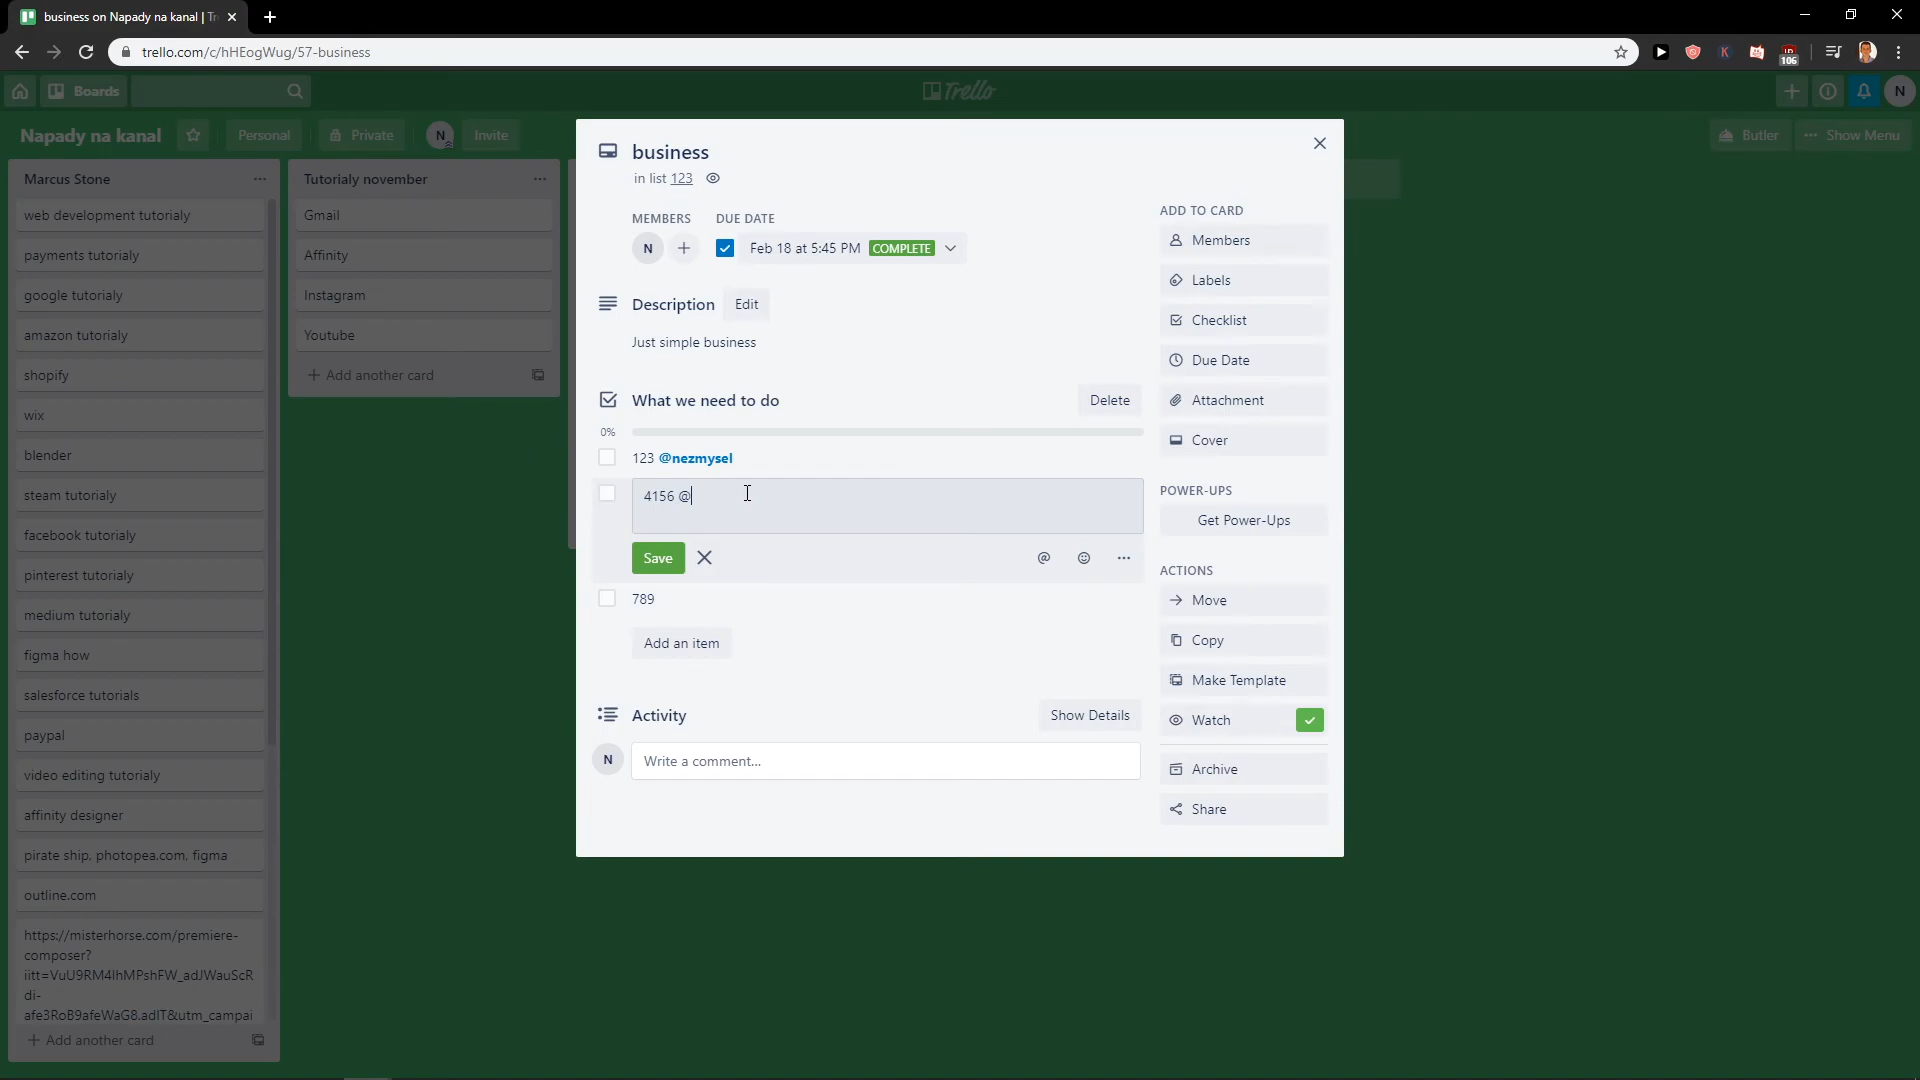 business on Napady na kanal | Tr
trello.com/c/hHEogWug/57-business
106
Boards
Trello
N
Napady na kanal
Personal
Private
N
Invite
Butler
Show Menu
Marcus Stone
web development tutorialy
payments tutorialy
google tutorialy
amazon tutorialy
shopify
wix
blender
steam tutorialy
facebook tutorialy
pinterest tutorialy
medium tutorialy
figma how
salesforce tutorials
paypal
video editing tutorialy
affinity designer
pirate ship, photopea.com, figma
outline.com
https://misterhorse.com/premiere-
composer?
iitt=VuU9RM4IhMPshFW_adJWauScR
di-
afe3RoB9afeWaG8.adIT&utm_campai
Add another card
Tutorialy november
Gmail
Affinity
Instagram
Youtube
Add another card
business
in list 123
MEMBERS
DUE DATE
N
Feb 18 at 5:45 PM COMPLETE
Description
Edit
Just simple business
What we need to do
Delete
0%
123 @nezmysel
4156 @
Save
789
Add an item
Activity
Show Details
N
Write a comment...
ADD TO CARD
Members
Labels
Checklist
Due Date
Attachment
Cover
POWER-UPS
Get Power-Ups
ACTIONS
Move
Copy
Make Template
Watch
Archive
Share